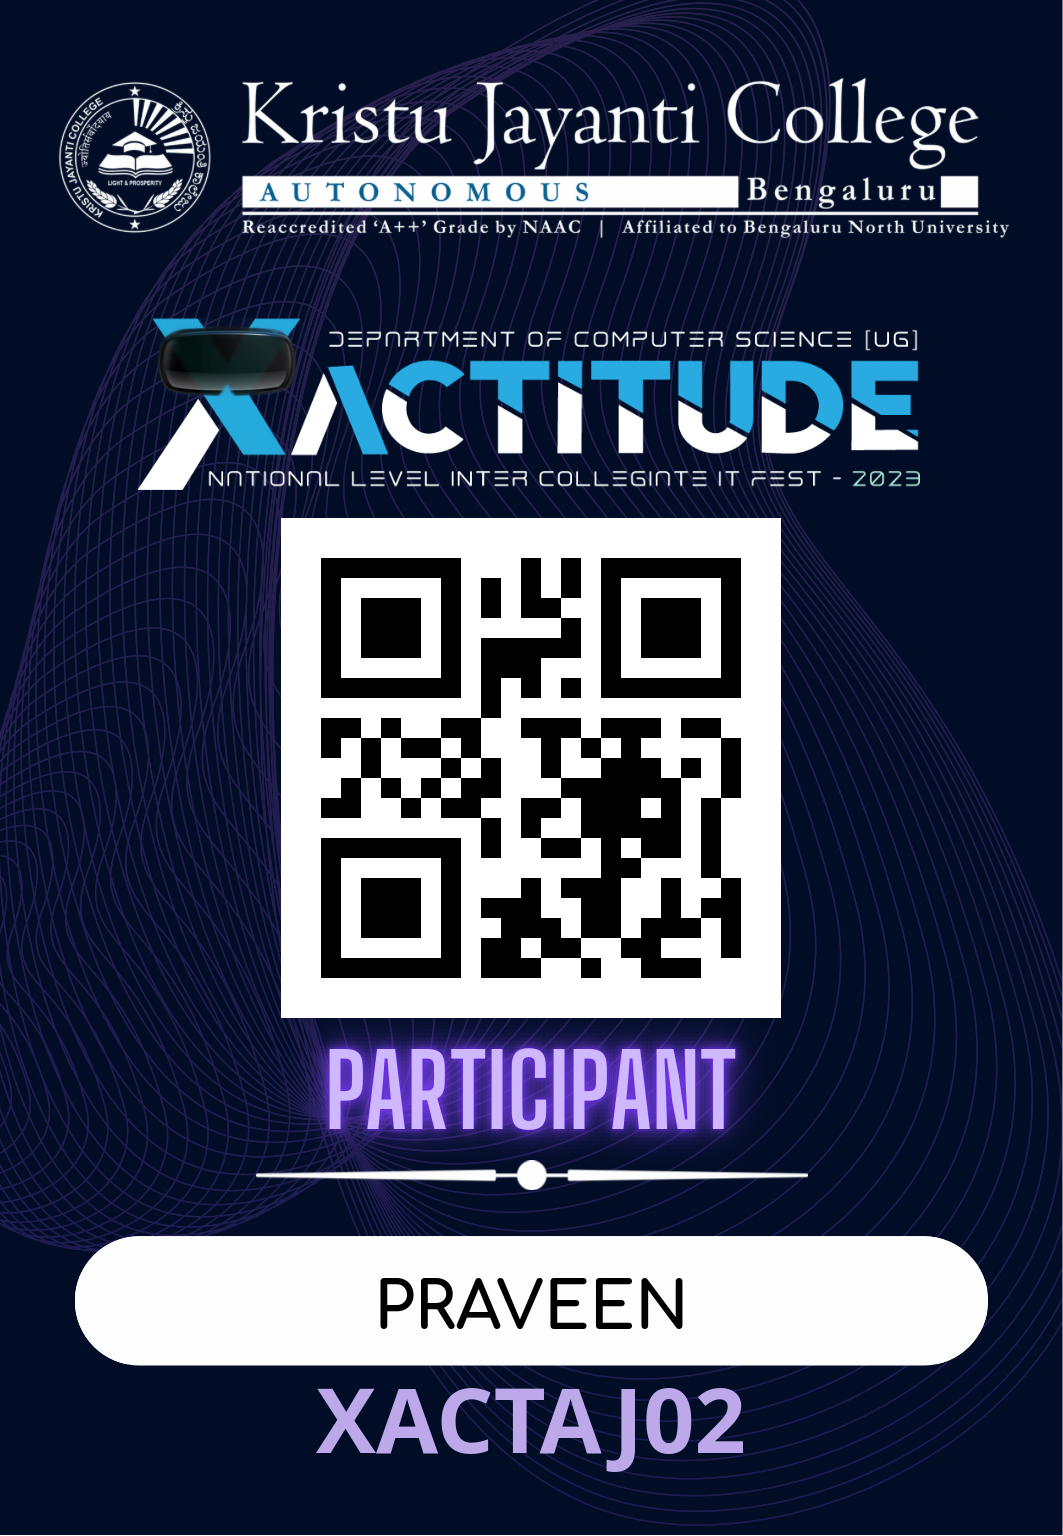 Kristu Jayanti College
AUTONOMOUS Bengaluru
Reaccredited ‘A++’ Grade by NAAC | Affiliated to Bengaluru North University
KRISTU JAYANTI COLLEGE
LIGHT & PROSPERITY
DEPARTMENT OF COMPUTER SCIENCE [UG]
XACTITUDE
NATIONAL LEVEL INTER COLLEGIATE IT FEST - 2023
PARTICIPANT
PRAVEEN
XACTAJ02